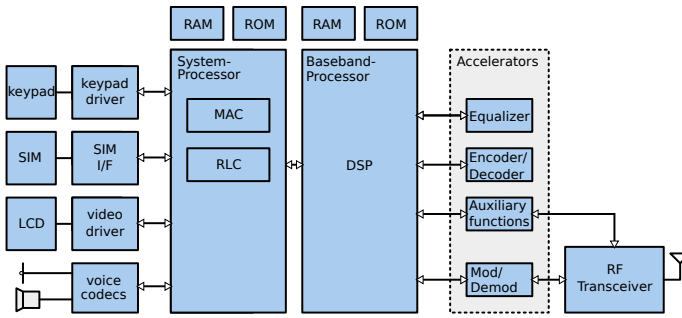 RAM
ROM
RAM
ROM
System-
Processor
Baseband-
Processor
Accelerators
keypad
keypad
driver
MAC
Equalizer
SIM
SIM
I/F
RLC
DSP
Encoder/
Decoder
LCD
video
driver
Auxiliary
functions
voice
codecs
Mod/
Demod
RF
Transceiver